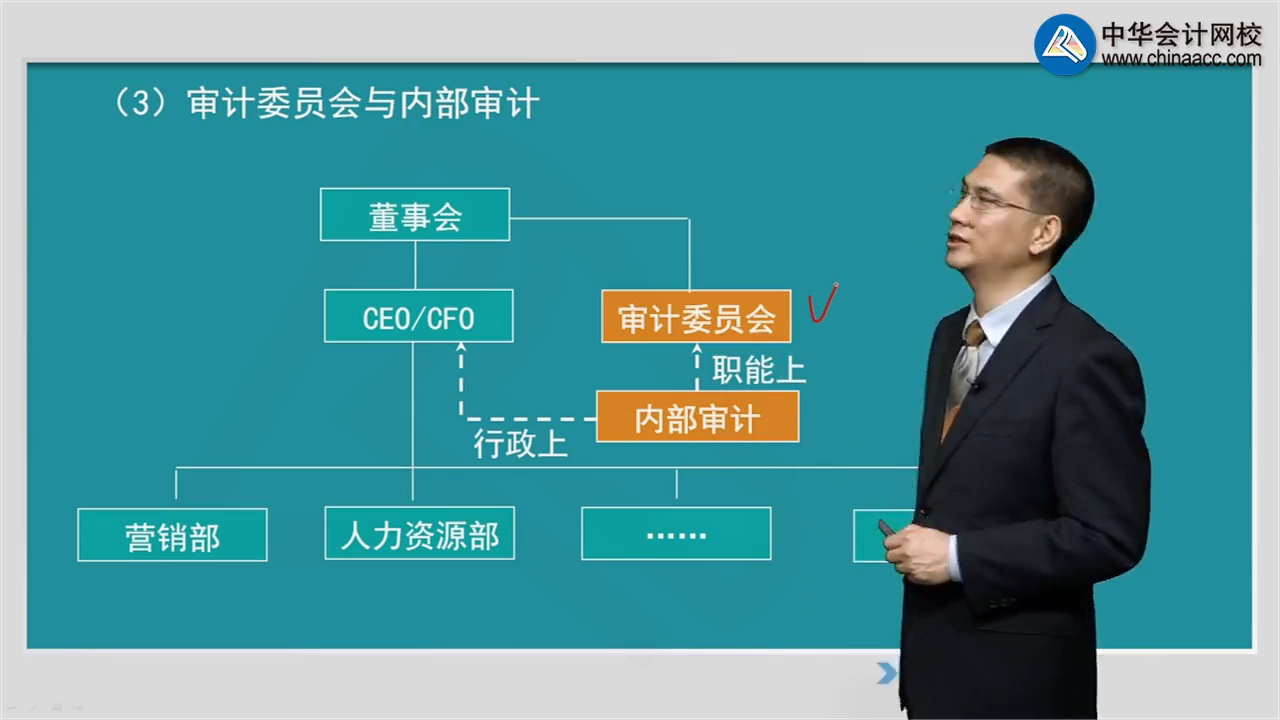 中华会计网校
www.chinaacc.com
（3）审计委员会与内部审计
董事会
CEO/CFO
审计委员会
职能上
内部审计
行政上
营销部
人力资源部
······